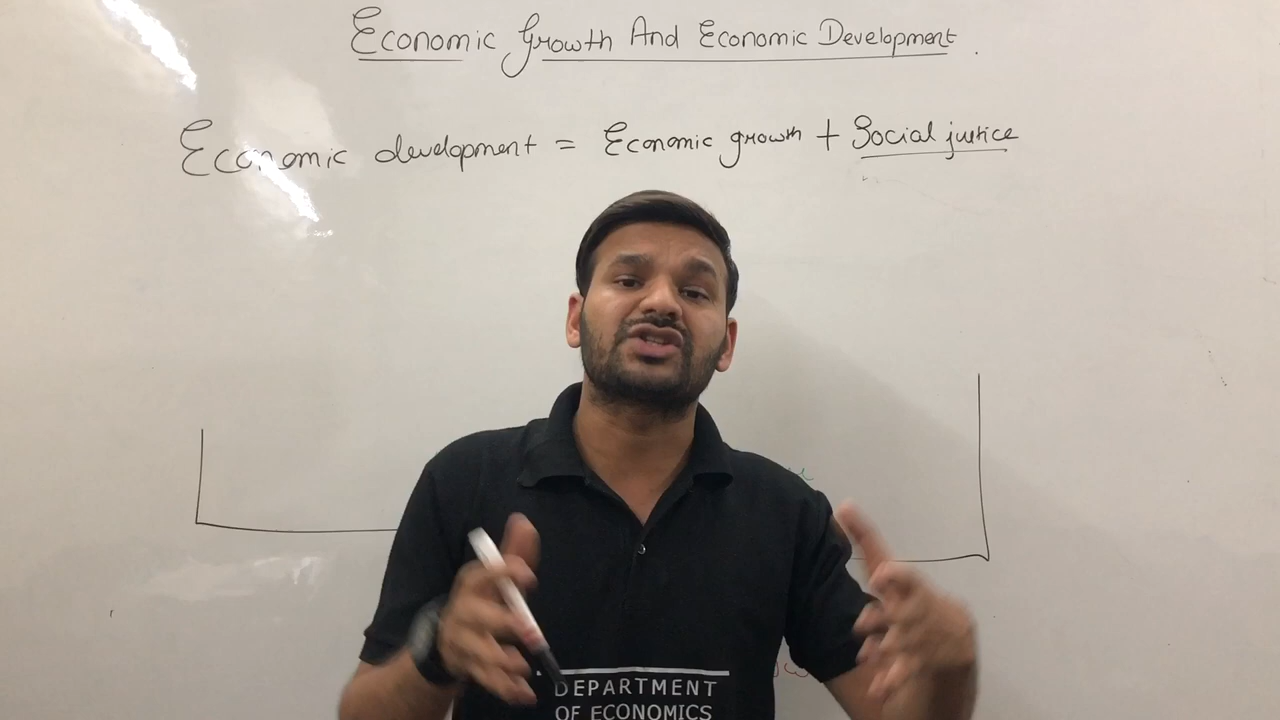 Economic Growth And Economic Development.
Economic development = Economic growth + Social justice
DEPARTMENT
OF ECONOMICS